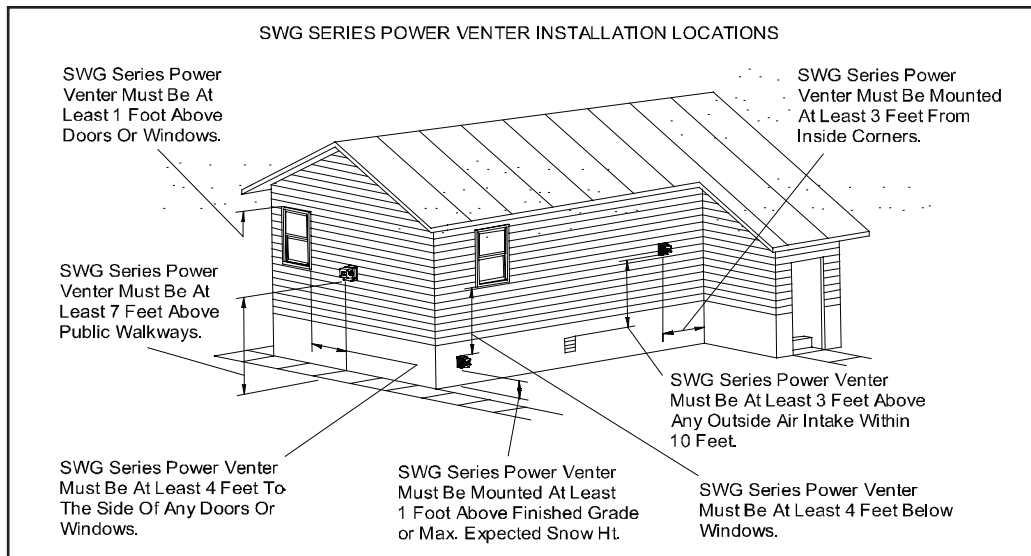 SWG SERIES POWER VENTER INSTALLATION LOCATIONS
SWG Series Power
Venter Must Be At
Least 1 Foot Above
Doors Or Windows.
SWG Series Power
Venter Must Be Mounted
At Least 3 Feet From
Inside Corners.
SWG Series Power
Venter Must Be At
Least 7 Feet Above
Public Walkways.
SWG Series Power Venter
Must Be At Least 3 Feet Above
Any Outside Air Intake Within
10 Feet.
SWG Series Power Venter
Must Be At Least 4 Feet To
The Side Of Any Doors Or
Windows.
SWG Series Power Venter
Must Be Mounted At Least
1 Foot Above Finished Grade
or Max. Expected Snow Ht.
SWG Series Power Venter
Must Be At Least 4 Feet Below
Windows.